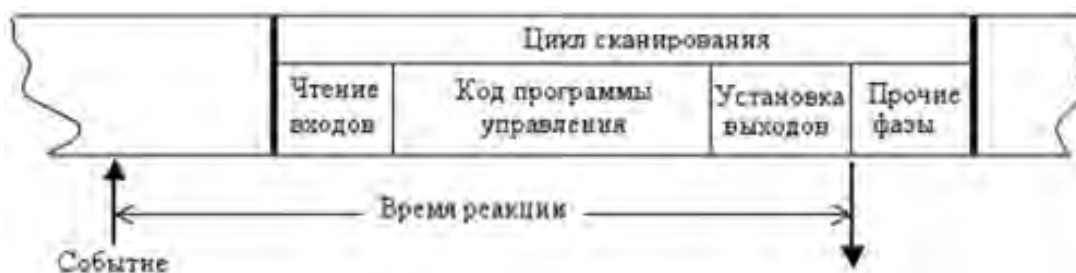 Цикл сканирования
Чтение
входов
Код программы
управления
Установка
выходов
Прочие
фазы
Время реакции
Событие